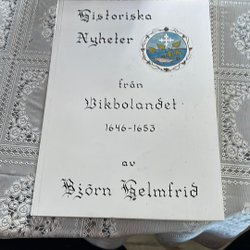 Historiska
Nyheter
från
Vikbolandet
1646-1653
av
Björn Helmfrid